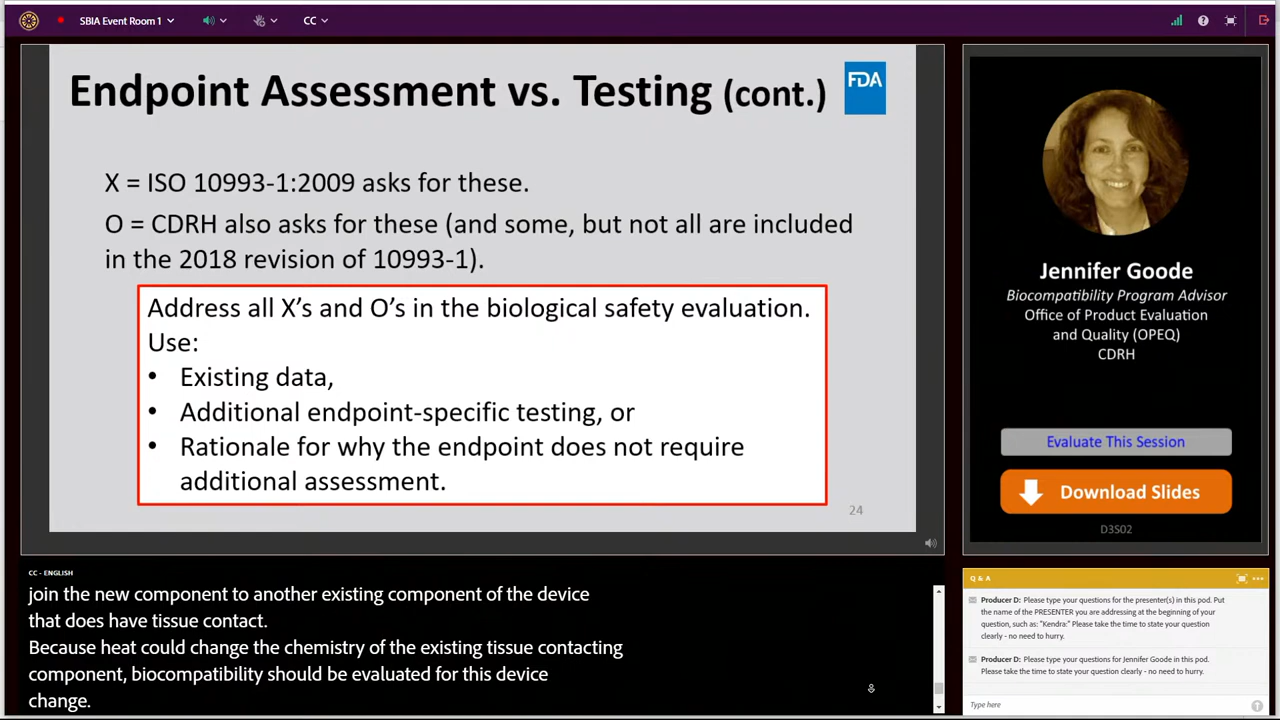 SBIA Event Room 1
CC
Endpoint Assessment vs. Testing (cont.)
FDA
X = ISO 10993-1:2009 asks for these.
O = CDRH also asks for these (and some, but not all are included
in the 2018 revision of 10993-1).
Address all X’s and O’s in the biological safety evaluation.
Use:
• Existing data,
• Additional endpoint-specific testing, or
• Rationale for why the endpoint does not require
additional assessment.
24
CC - ENGLISH
join the new component to another existing component of the device
that does have tissue contact.
Because heat could change the chemistry of the existing tissue contacting
component, biocompatibility should be evaluated for this device
change.
Jennifer Goode
Biocompatibility Program Advisor
Office of Product Evaluation
and Quality (OPEQ)
CDRH
Evaluate This Session
Download Slides
D3S02
Q & A
Producer D: Please type your questions for the presenter(s) in this pod. Put
the name of the PRESENTER you are addressing at the beginning of your
question, such as: "Kendra:" Please take the time to state your question
clearly - no need to hurry.
Producer D: Please type your questions for Jennifer Goode in this pod.
Please take the time to state your question clearly - no need to hurry.
Type here